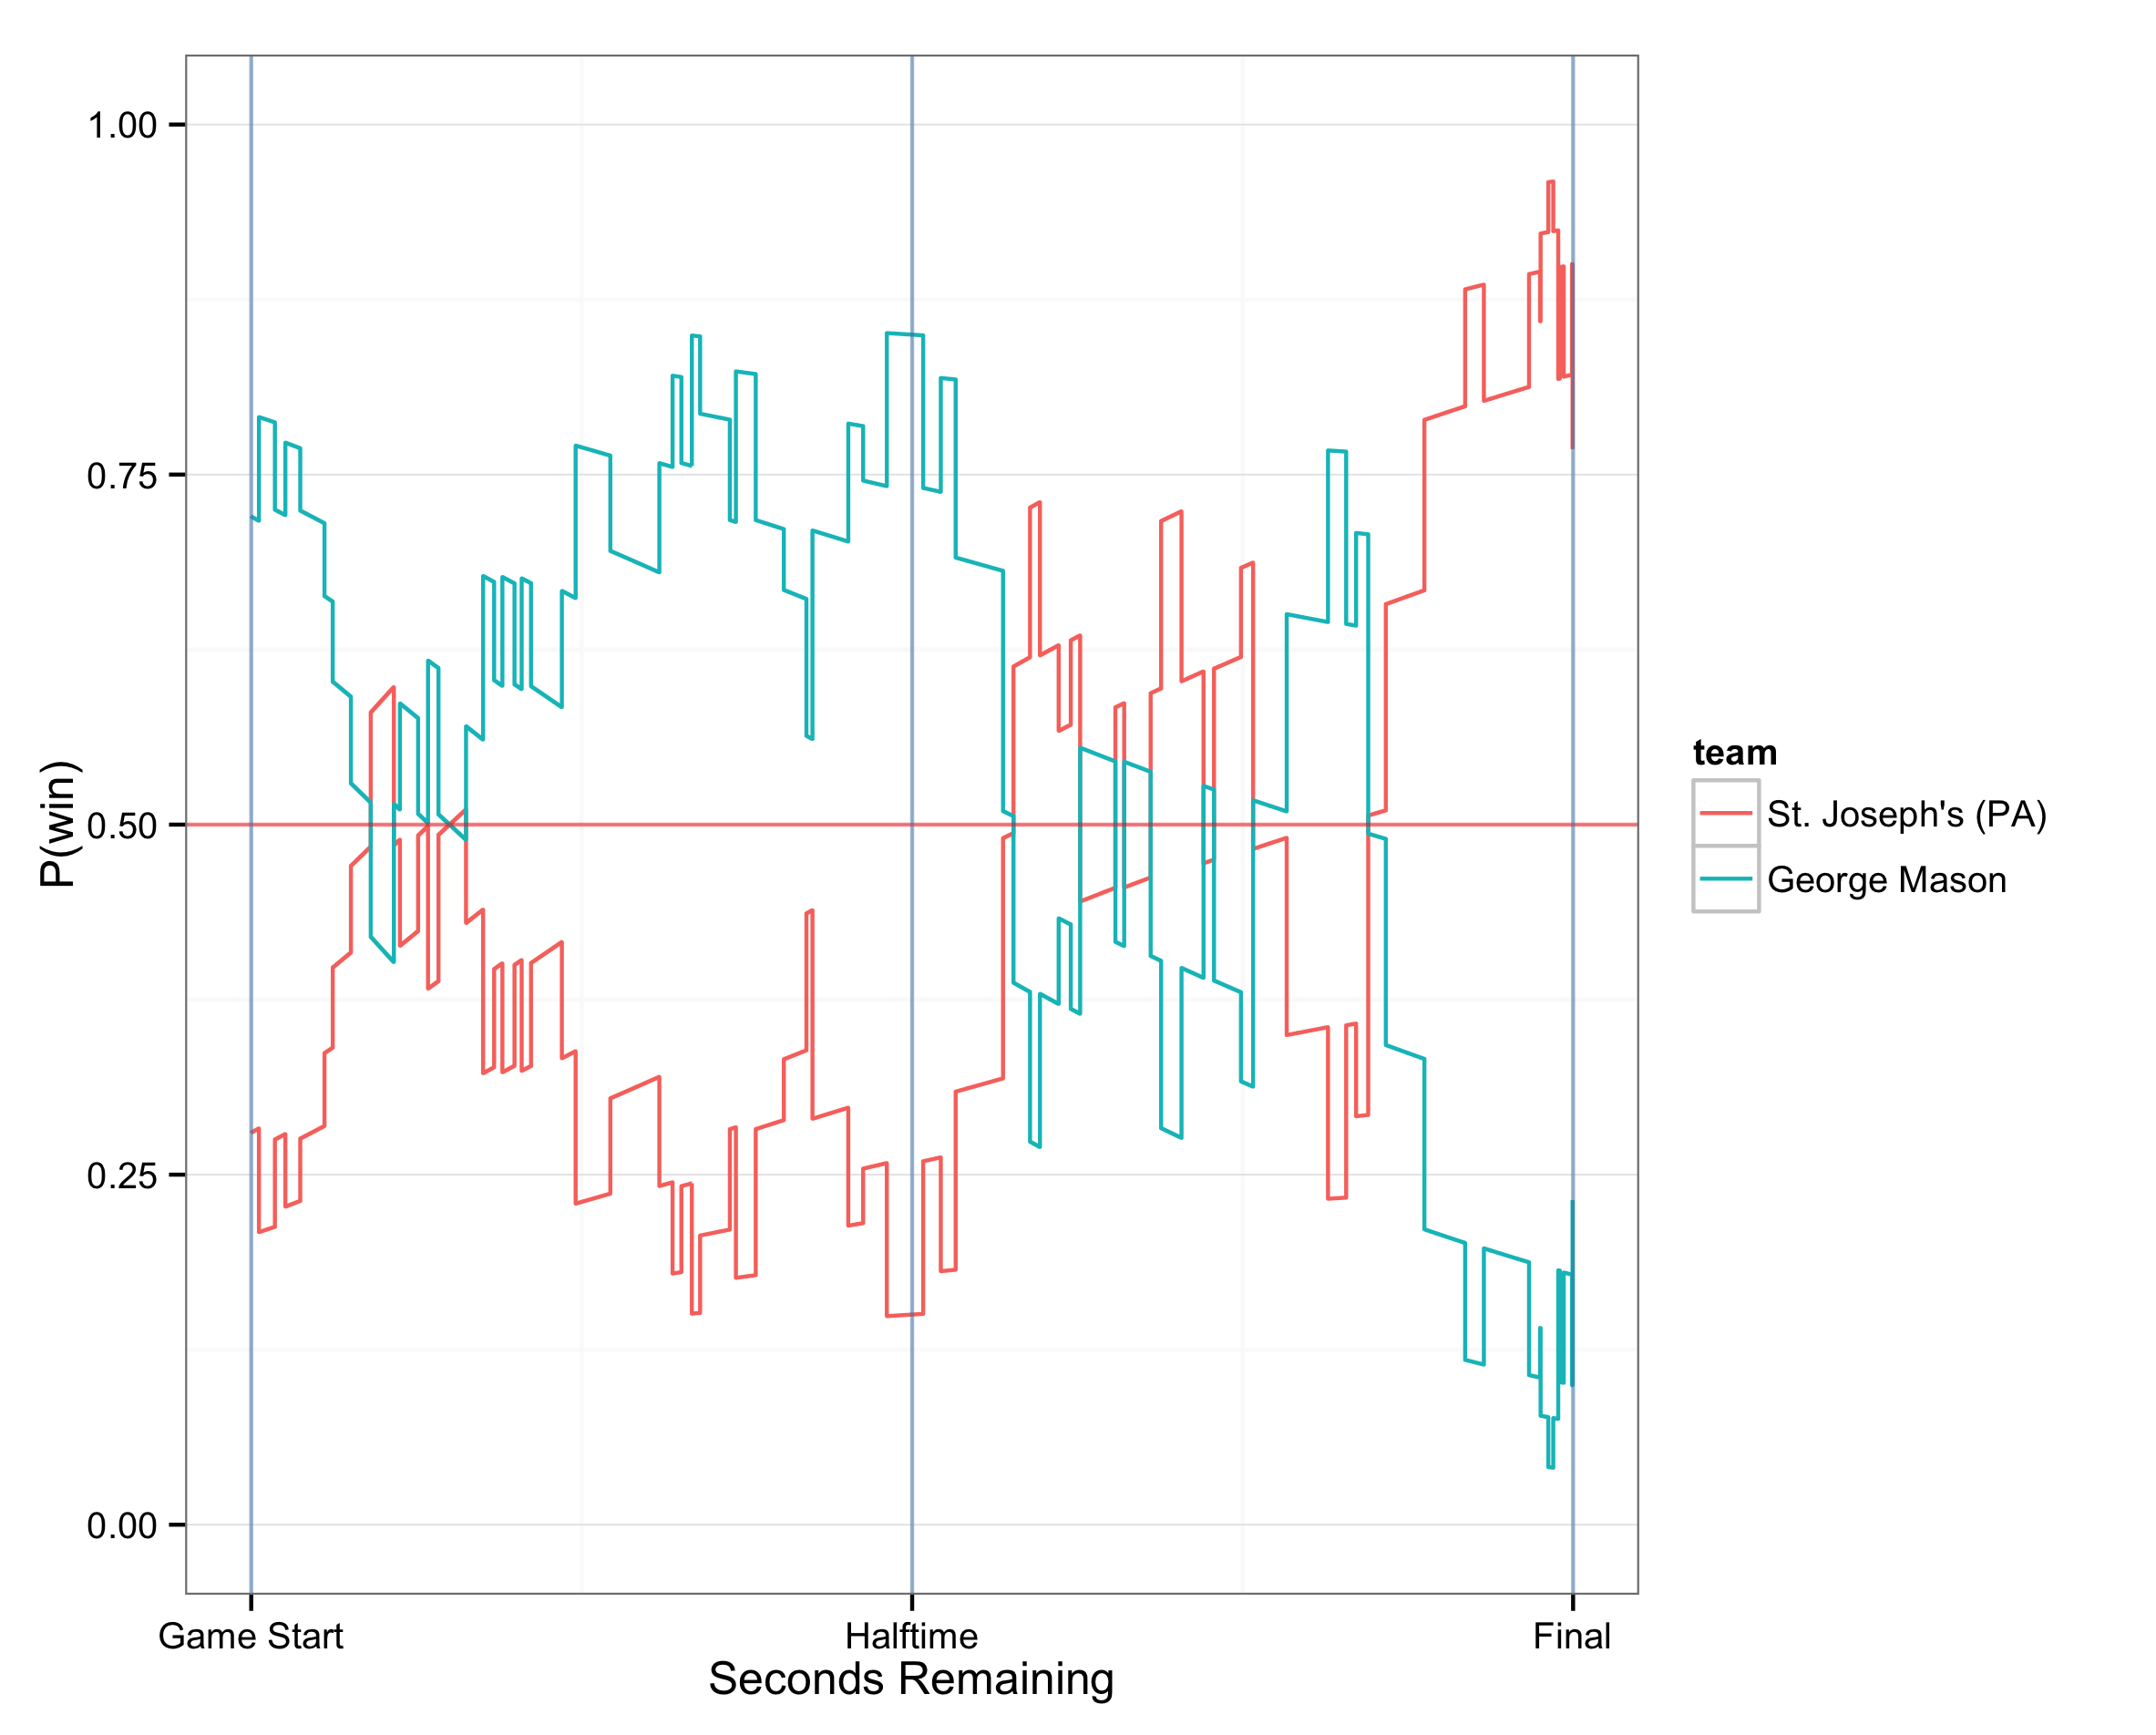 1.00
0.75
0.50
0.25
0.00
P(win)
Game Start
Halftime
Final
Seconds Remaining
team
St. Joseph's (PA)
George Mason